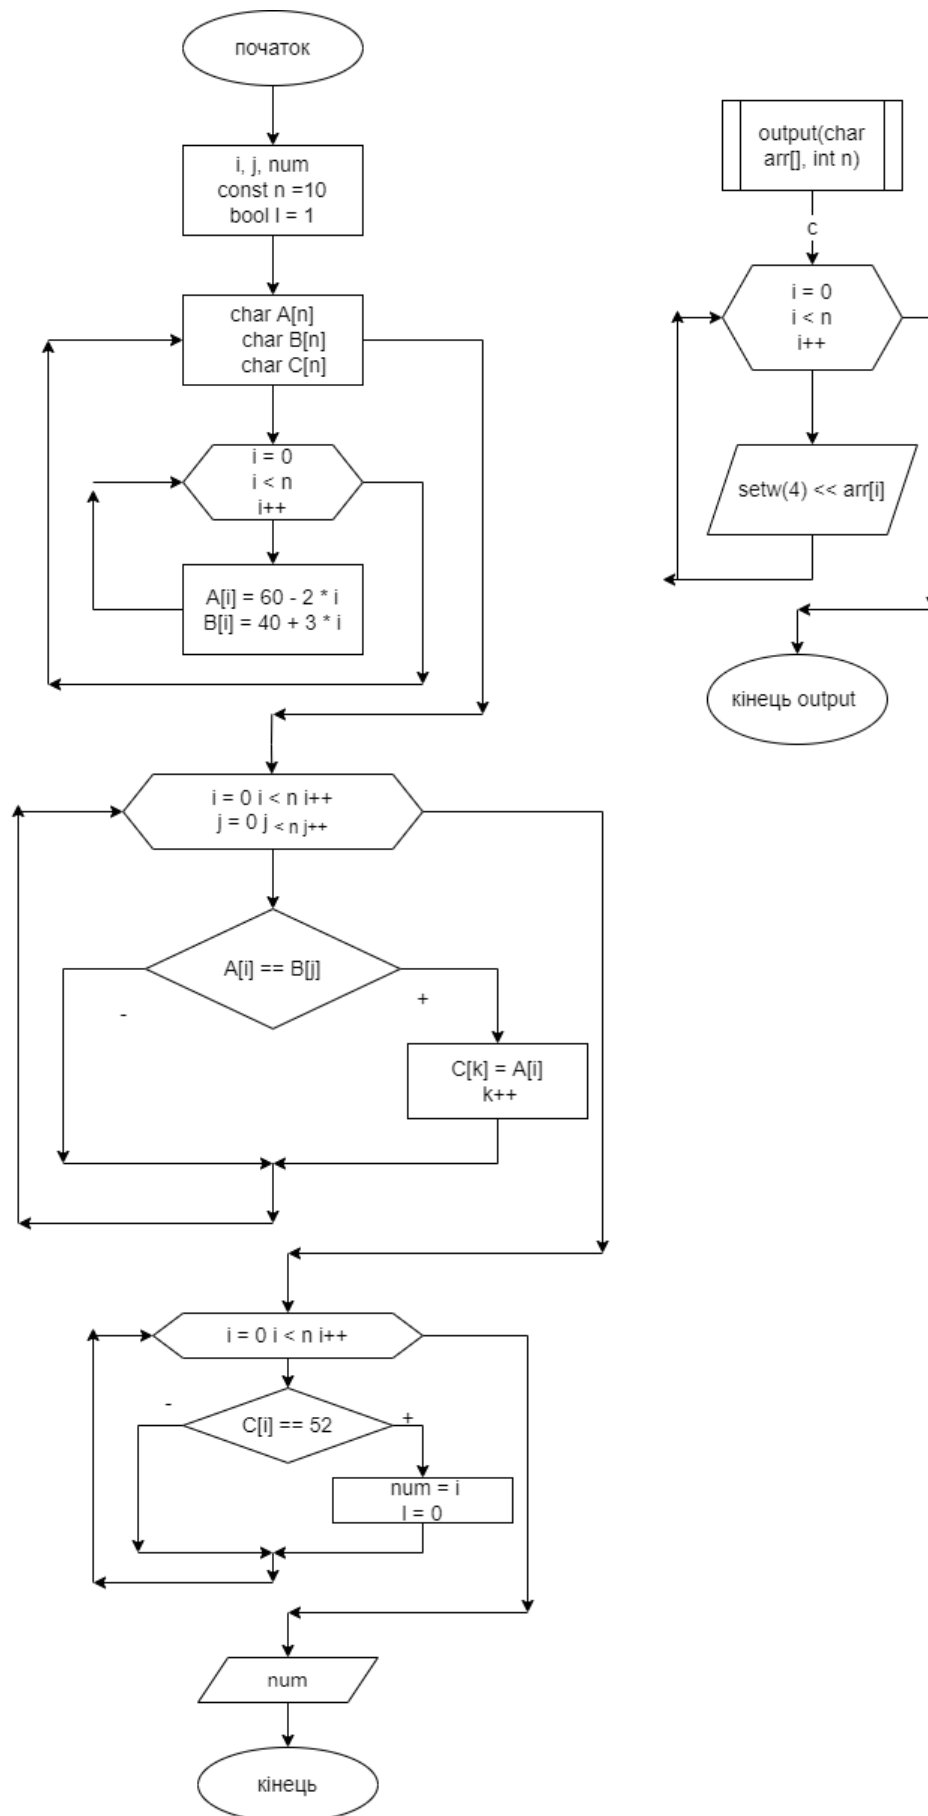 початок
i, j, num
const n =10
bool l = 1
char A[n]
char B[n]
char C[n]
i = 0
i < n
i++
A[i] = 60 - 2 * i
B[i] = 40 + 3 * i
i = 0 i < n i++
j = 0 j < n j++
A[i] == B[j]
-
+
C[k] = A[i]
k++
i = 0 i < n i++
-
C[i] == 52
+
num = i
l = 0
num
кінець
output(char
arr[], int n)
c
i = 0
i < n
i++
setw(4) << arr[i]
кінець output